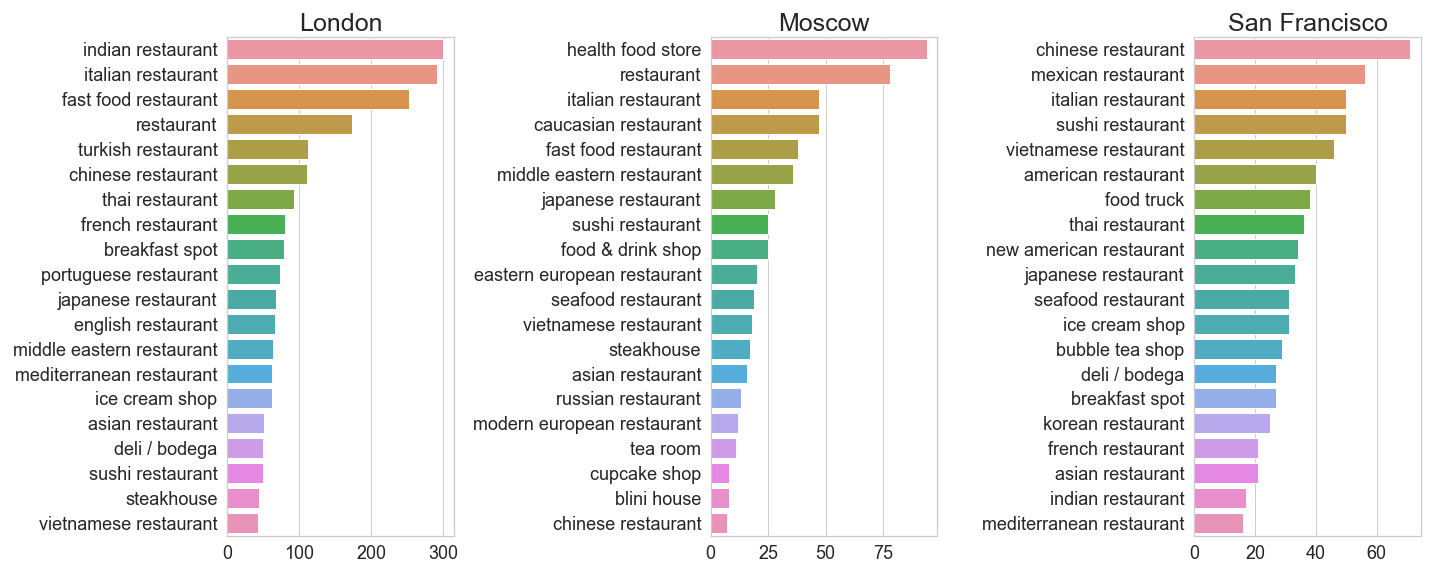 London
indian restaurant
italian restaurant
fast food restaurant
restaurant
turkish restaurant
chinese restaurant
thai restaurant
french restaurant
breakfast spot
portuguese restaurant
japanese restaurant
english restaurant
middle eastern restaurant
mediterranean restaurant
ice cream shop
asian restaurant
deli / bodega
sushi restaurant
steakhouse
vietnamese restaurant
0 100 200 300
Moscow
health food store
restaurant
italian restaurant
caucasian restaurant
fast food restaurant
middle eastern restaurant
japanese restaurant
sushi restaurant
food & drink shop
eastern european restaurant
seafood restaurant
vietnamese restaurant
steakhouse
asian restaurant
russian restaurant
modern european restaurant
tea room
cupcake shop
blini house
chinese restaurant
0 25 50 75
San Francisco
chinese restaurant
mexican restaurant
italian restaurant
sushi restaurant
vietnamese restaurant
american restaurant
food truck
thai restaurant
new american restaurant
japanese restaurant
seafood restaurant
ice cream shop
bubble tea shop
deli / bodega
breakfast spot
korean restaurant
french restaurant
asian restaurant
indian restaurant
mediterranean restaurant
0 20 40 60